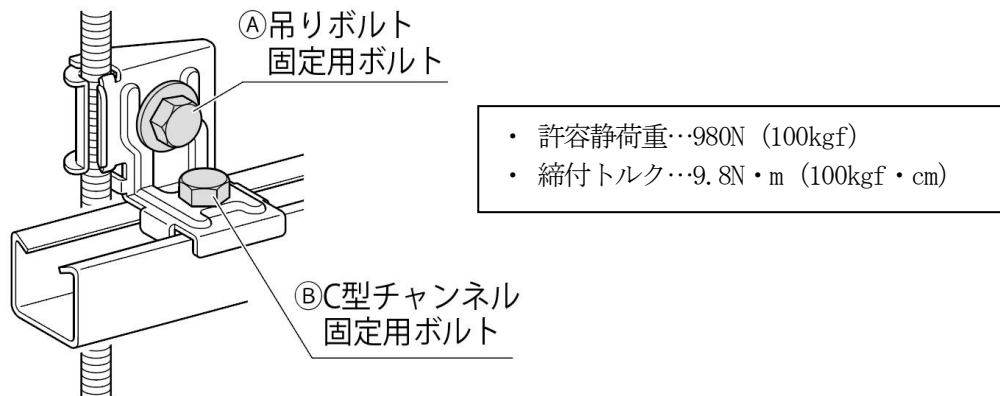 Ⓐ吊りボルト
固定用ボルト
・ 許容静荷重…980N (100kgf)
・ 締付トルク…9.8N・m (100kgf・cm)
ⒷC型チャンネル
固定用ボルト